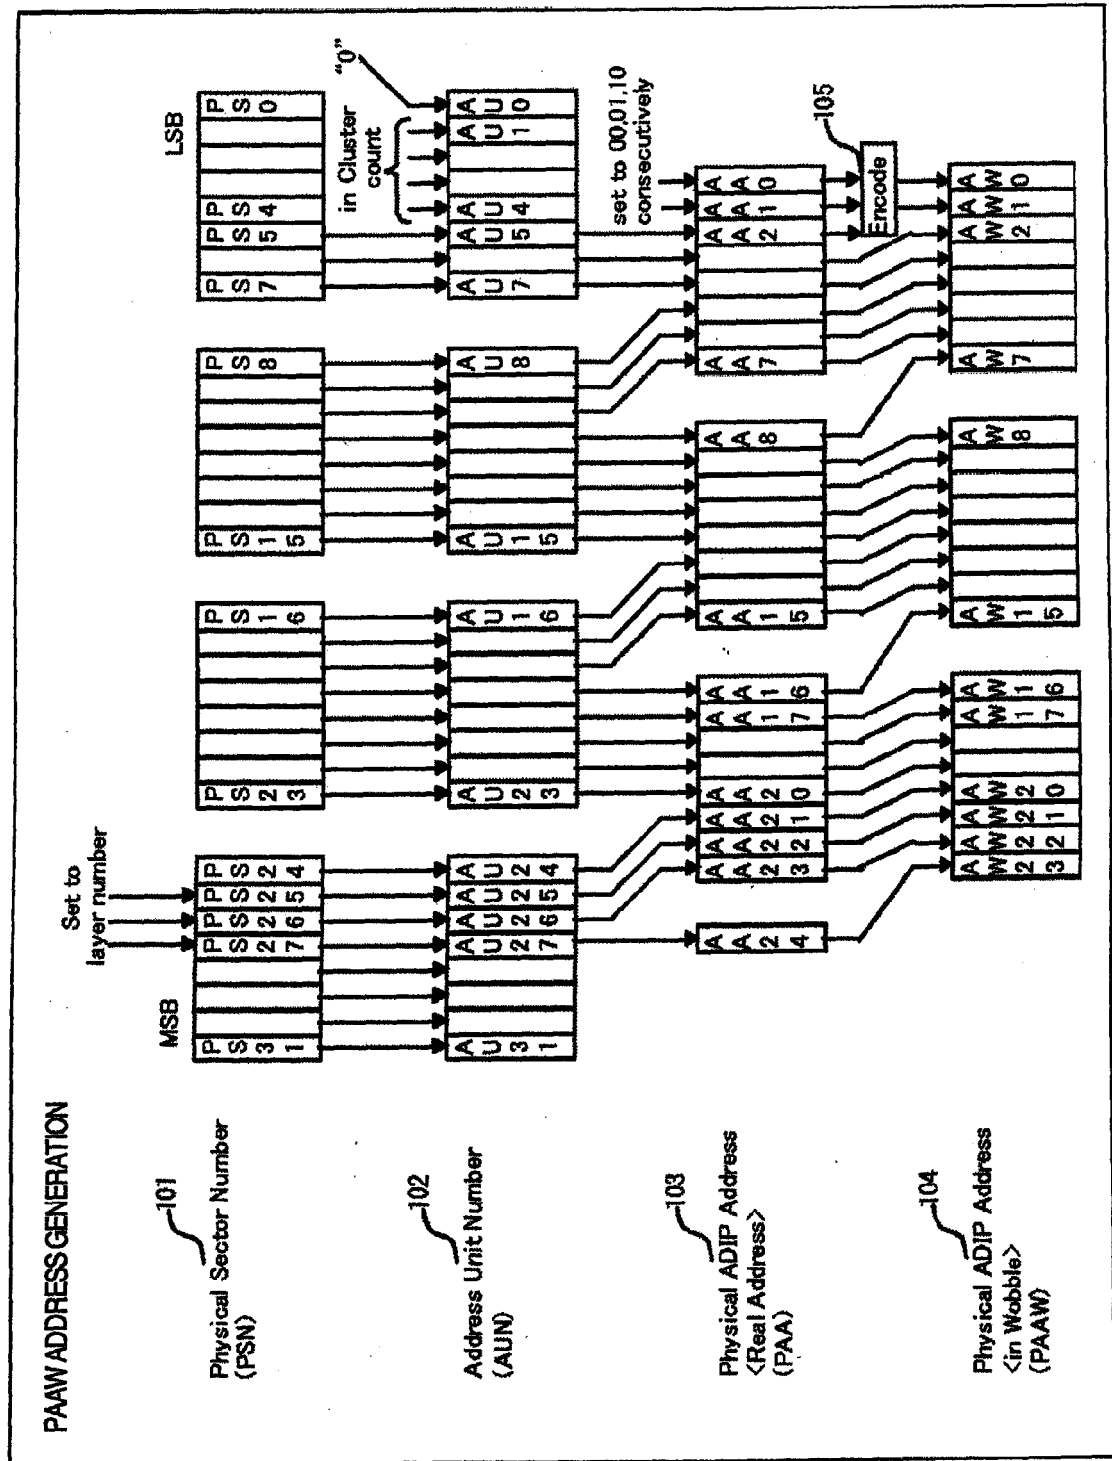 PAAW ADDRESS GENERATION
MSB
Set to
layer number
LSB
101
Physical Sector Number
(PSN)
PS31
PS27
PS26
PS25
PS24
PS23
PS16
PS15
PS8
PS7
PS5
PS4
PS0
in Cluster
count
"0"
102
Address Unit Number
(AUN)
AU31
AU27
AU26
AU25
AU24
AU23
AU16
AU15
AU8
AU7
AU5
AU4
AU1
AU0
set to 00,01,10
consecutively
103
Physical ADIP Address
<Real Address>
(PAA)
AA24
AA23
AA22
AA21
AA20
AA17
AA16
AA15
AA8
AA7
AA2
AA1
AA0
105
Encode
104
Physical ADIP Address
<in Wobble>
(PAAW)
AW23
AW22
AW21
AW20
AW17
AW16
AW15
AW8
AW7
AW2
AW1
AW0